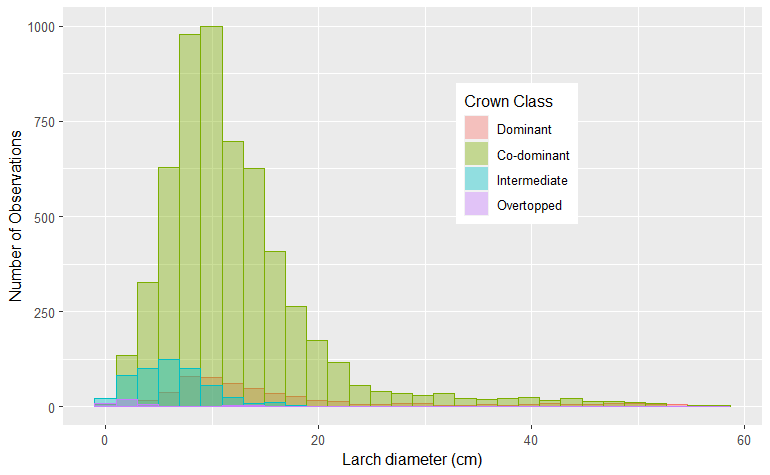 1000
750
500
250
0
Number of Observations
Crown Class
Dominant
Co-dominant
Intermediate
Overtopped
0 20 40 60
Larch diameter (cm)